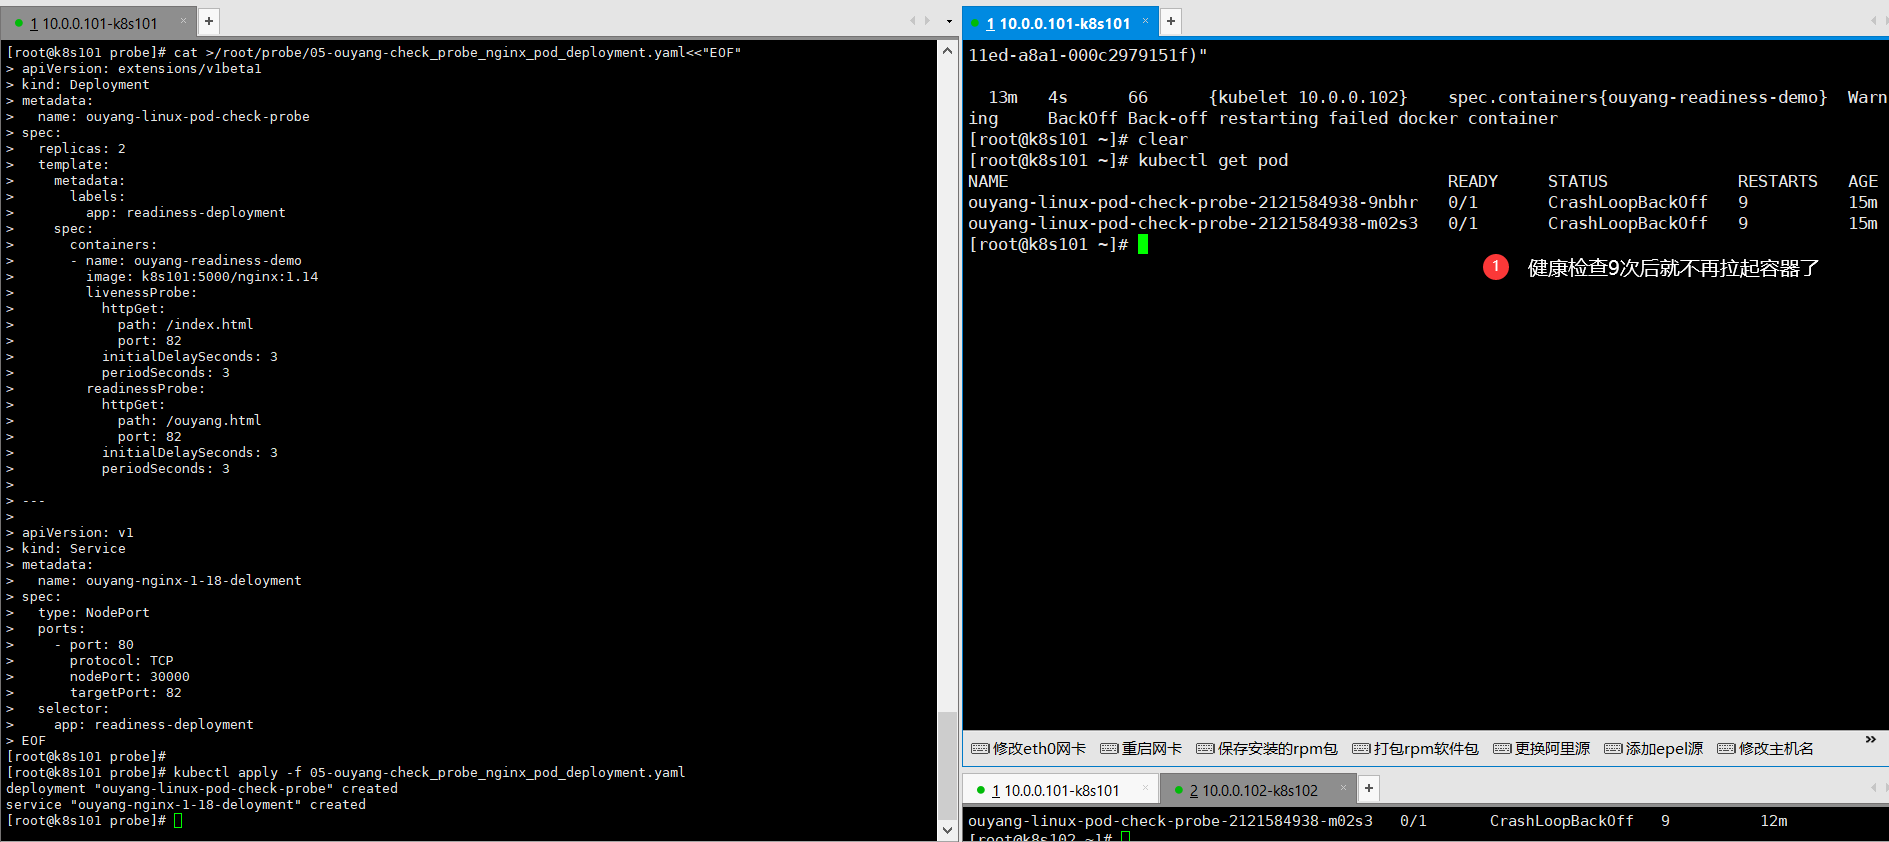 1 10.0.0.101-k8s101
[root@k8s101 probe]# cat >/root/probe/05-ouyang-check_probe_nginx_pod_deployment.yaml<<"EOF"
> apiVersion: extensions/v1beta1
> kind: Deployment
> metadata:
>   name: ouyang-linux-pod-check-probe
> spec:
>   replicas: 2
>   template:
>     metadata:
>       labels:
>         app: readiness-deployment
>     spec:
>       containers:
>       - name: ouyang-readiness-demo
>         image: k8s101:5000/nginx:1.14
>         livenessProbe:
>           httpGet:
>             path: /index.html
>             port: 82
>           initialDelaySeconds: 3
>           periodSeconds: 3
>         readinessProbe:
>           httpGet:
>             path: /ouyang.html
>             port: 82
>           initialDelaySeconds: 3
>           periodSeconds: 3
>
> ---
>
> apiVersion: v1
> kind: Service
> metadata:
>   name: ouyang-nginx-1-18-deloyment
> spec:
>   type: NodePort
>   ports:
>     - port: 80
>       protocol: TCP
>       nodePort: 30000
>       targetPort: 82
>   selector:
>     app: readiness-deployment
> EOF
[root@k8s101 probe]#
[root@k8s101 probe]# kubectl apply -f 05-ouyang-check_probe_nginx_pod_deployment.yaml
deployment "ouyang-linux-pod-check-probe" created
service "ouyang-nginx-1-18-deloyment" created
[root@k8s101 probe]#
1 10.0.0.101-k8s101
11ed-a8a1-000c2979151f)"
13m   4s      66      {kubelet 10.0.0.102}    spec.containers{ouyang-readiness-demo}  Warn
ing     BackOff Back-off restarting failed docker container
[root@k8s101 ~]# clear
[root@k8s101 ~]# kubectl get pod
NAME                                            READY     STATUS             RESTARTS   AGE
ouyang-linux-pod-check-probe-2121584938-9nbhr   0/1       CrashLoopBackOff   9          15m
ouyang-linux-pod-check-probe-2121584938-m02s3   0/1       CrashLoopBackOff   9          15m
[root@k8s101 ~]#
1 健康检查9次后就不再拉起容器了
修改eth0网卡 重启网卡 保存安装的rpm包 打包rpm软件包 更换阿里源 添加epel源 修改主机名
1 10.0.0.101-k8s101 2 10.0.0.102-k8s102
ouyang-linux-pod-check-probe-2121584938-m02s3   0/1       CrashLoopBackOff   9          12m
[root@k8s102 ~]#